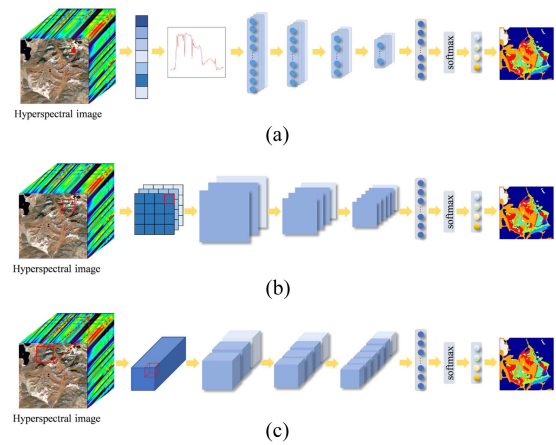 softmax
Hyperspectral image
(a)
softmax
Hyperspectral image
(b)
softmax
Hyperspectral image
(c)